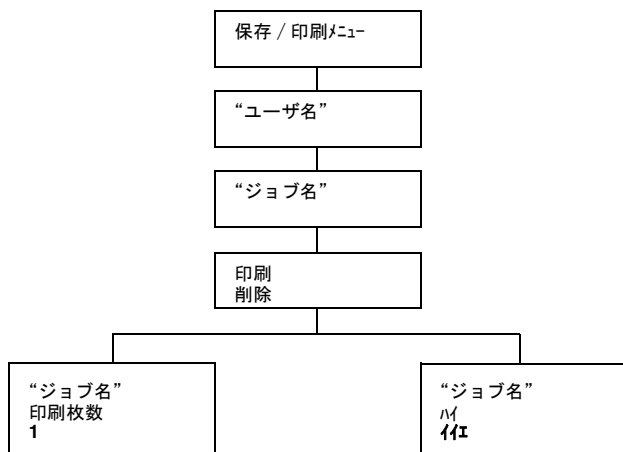 保存 / 印刷ﾒﾆｭｰ
“ユーザ名”
“ジョブ名”
印刷
削除
“ジョブ名”
印刷枚数
1
“ジョブ名”
ﾊｲ
ｲｲｴ